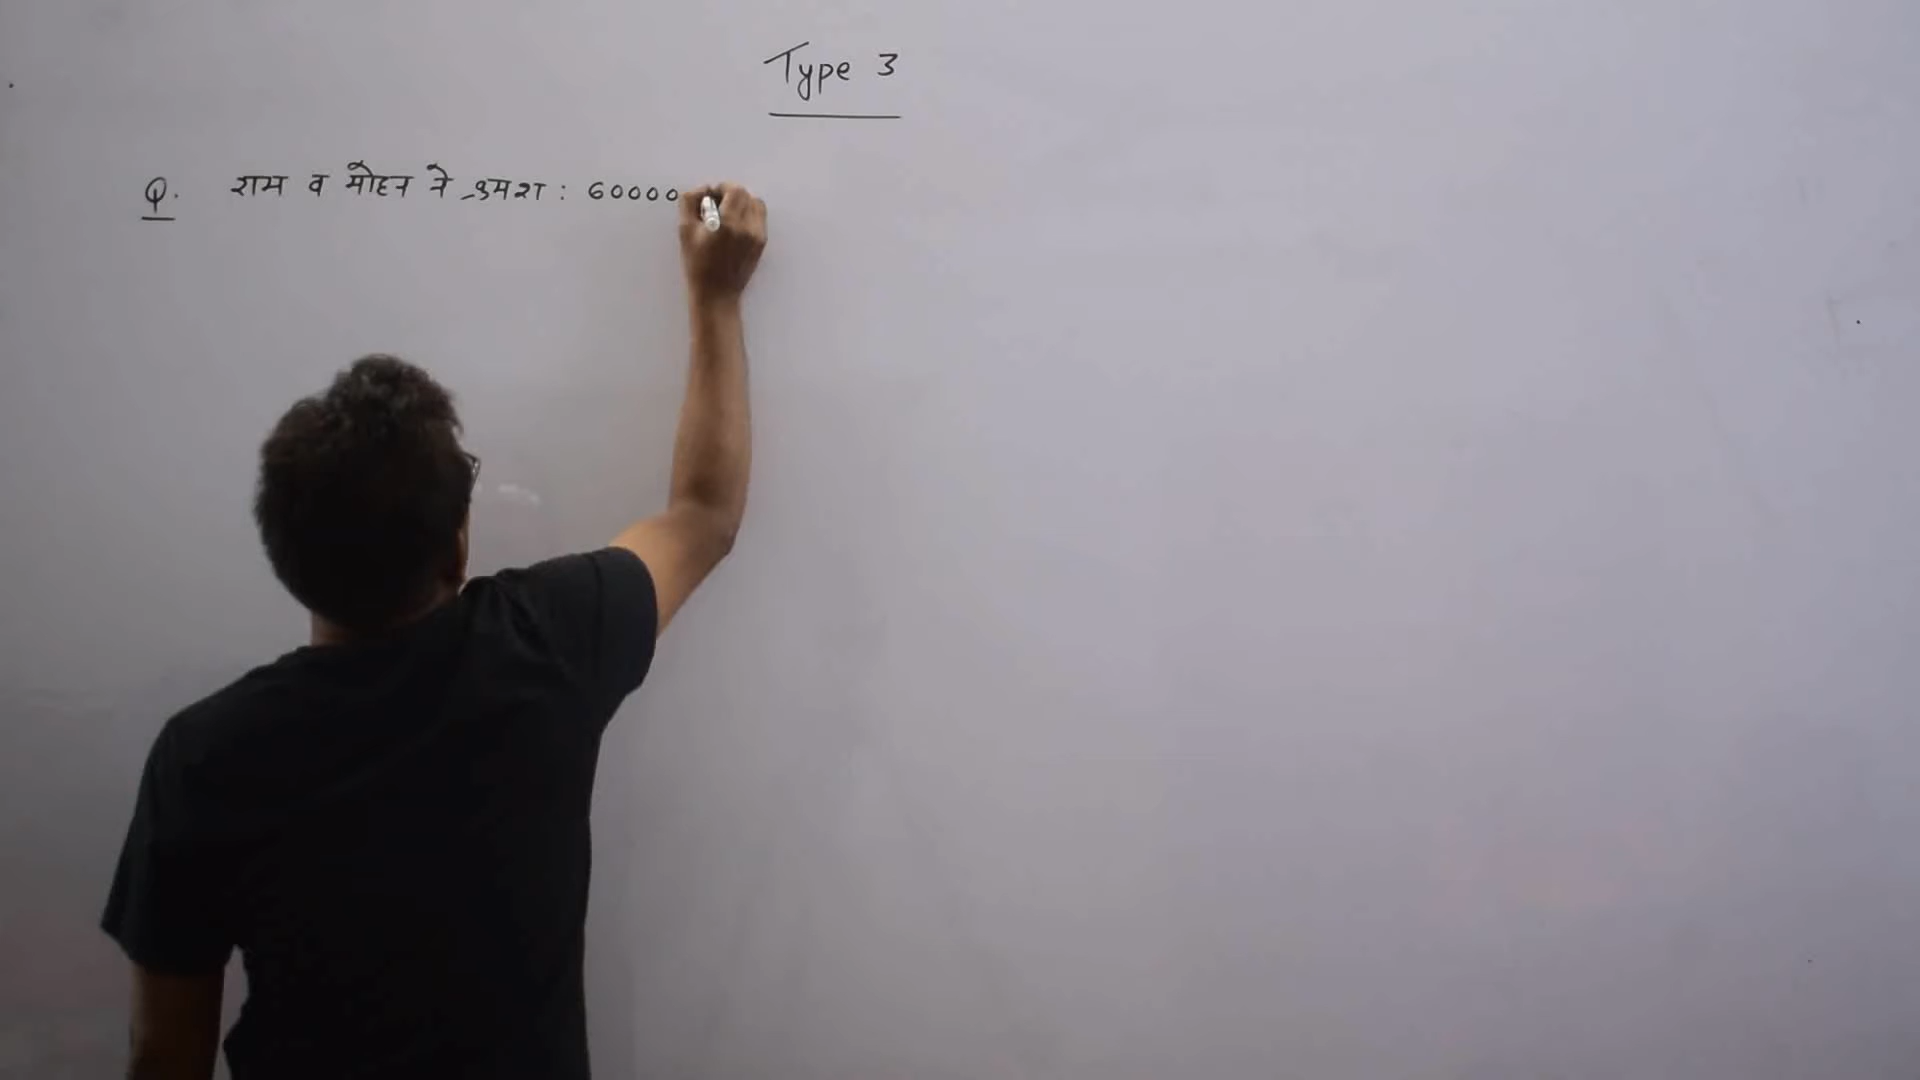 Type 3
Q. राम व मोहन ने क्रमश : 60000